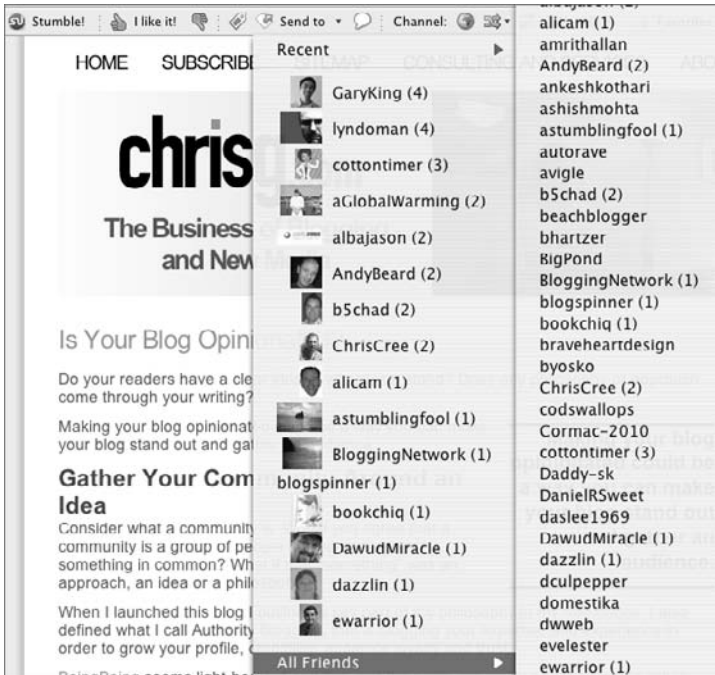 Stumble! I like it! Send to Channel:
HOME SUBSCRIBE SITEMAP CONSULTING
chris
The Business
and New
Is Your Blog Opin
Do your readers have a cle
come through your writing?
Making your blog opinionat
your blog stand out and ga
Gather Your Com
Idea
Consider what a community
community is a group of pe
something in common? W
approach, an idea or a phil
When I launched this blog I
defined what I call Authority
order to grow your profile,
Recent
GaryKing (4)
lyndoman (4)
cottontimer (3)
aGlobalWarming (2)
albajason (2)
AndyBeard (2)
b5chad (2)
ChrisCree (2)
alicam (1)
astumblingfool (1)
BloggingNetwork (1)
blogspinner (1)
bookchiq (1)
DawudMiracle (1)
dazzlin (1)
ewarrior (1)
All Friends
alicam (1)
amrithallan
AndyBeard (2)
ankeshkothari
ashishmohta
astumblingfool (1)
autorave
avigle
b5chad (2)
beachblogger
bhartzer
BigPond
BloggingNetwork (1)
blogspinner (1)
bookchiq (1)
braveheartdesign
byosko
ChrisCree (2)
codswallops
Cormac-2010
cottontimer (3)
Daddy-sk
DanielRSweet
daslee1969
DawudMiracle (1)
dazzlin (1)
dculpepper
domestika
dwweb
evelester
ewarrior (1)